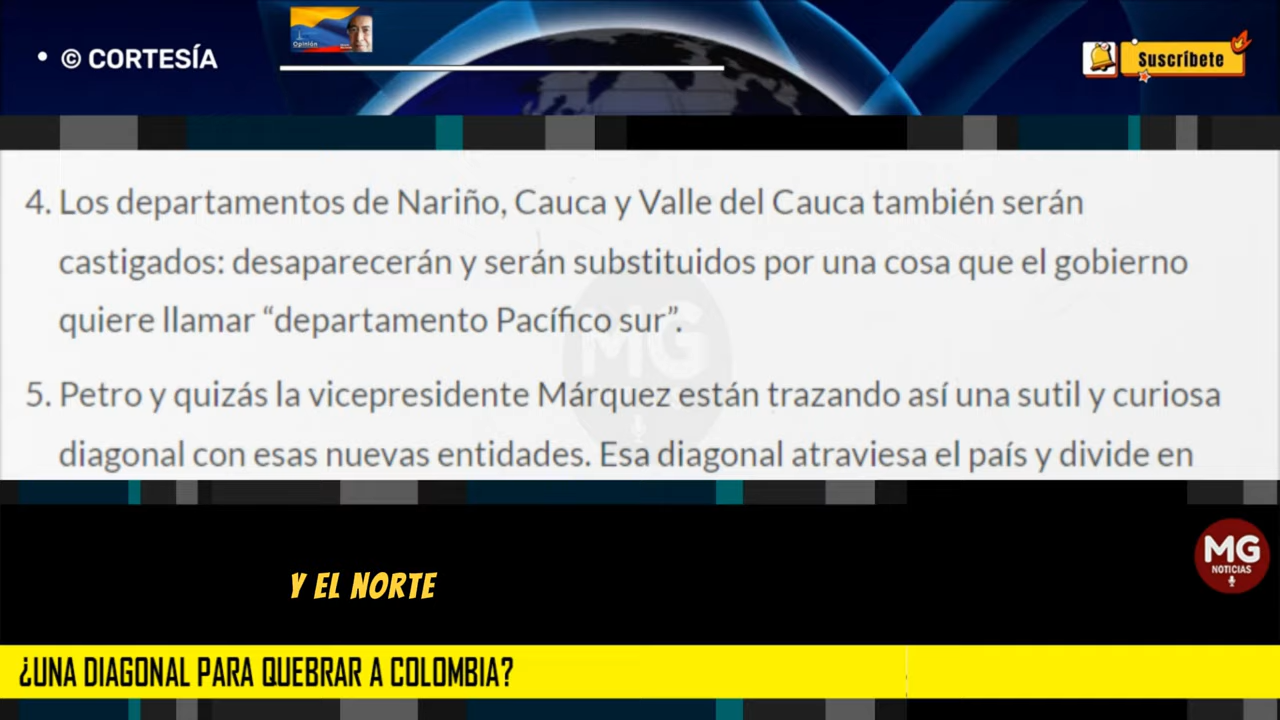 • © CORTESÍA
Opinión
Suscríbete
4. Los departamentos de Nariño, Cauca y Valle del Cauca también serán
castigados: desaparecerán y serán substituidos por una cosa que el gobierno
quiere llamar “departamento Pacífico sur”.
5. Petro y quizás la vicepresidente Márquez están trazando así una sutil y curiosa
diagonal con esas nuevas entidades. Esa diagonal atraviesa el país y divide en
MG
Y EL NORTE
MG
NOTICIAS
¿UNA DIAGONAL PARA QUEBRAR A COLOMBIA?